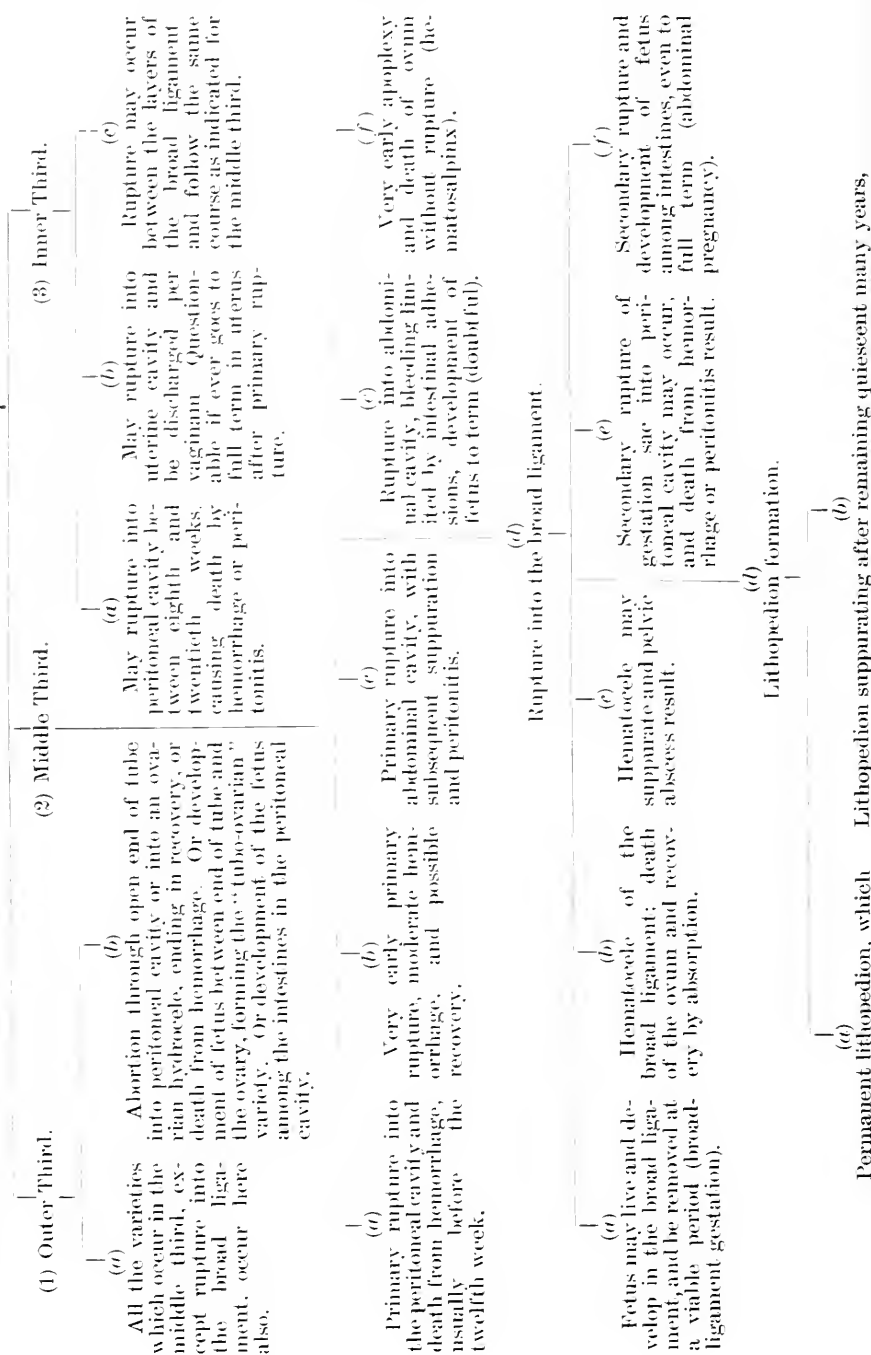 (1) Outer Third.
(2) Middle Third.
(3) Inner Third.
(a)
All the varieties
which occur in the
middle third, ex-
cept rupture into
the broad liga-
ment, occur here
also.
(b)
Abortion through open end of tube
into peritoneal cavity or into an ova-
rian hydrocele, ending in recovery, or
death from hemorrhage. Or develop-
ment of fetus between end of tube and
the ovary, forming the "tubo-ovarian"
variety. Or development of the fetus
among the intestines in the peritoneal
cavity.
(a)
May rupture into
peritoneal cavity be-
tween eighth and
twentieth weeks,
causing death by
hemorrhage or peri-
tonitis.
(b)
May rupture into
uterine cavity and
be discharged per
vaginam Question-
able if ever goes to
full term in uterus
after primary rup-
ture.
(c)
Rupture may occur
between the layers of
the broad ligament
and follow the same
course as indicated for
the middle third.
(a)
Primary rupture into
the peritoneal cavity and
death from hemorrhage,
usually before the
twelfth week.
(b)
Very early primary
rupture, moderate hem-
orrhage, and possible
recovery.
(c)
Primary rupture into
abdominal cavity, with
subsequent suppuration
and peritonitis.
(e)
Rupture into abdomi-
nal cavity, bleeding lim-
ited by intestinal adhe-
sions, development of
fetus to term (doubtful).
(f)
Very early apoplexy
and death of ovum
without rupture (he-
matosalpinx).
(d)
Rupture into the broad ligament.
(a)
Fetus may live and de-
velop in the broad liga-
ment, and be removed at
a viable period (broad-
ligament gestation).
(b)
Hematocele of the
broad ligament; death
of the ovum and recov-
ery by absorption.
(c)
Hematocele may
suppurate and pelvic
abscess result.
(e)
Secondary rupture of
gestation sac into peri-
toneal cavity may occur,
and death from hemor-
rhage or peritonitis result.
(f)
Secondary rupture and
development of fetus
among intestines, even to
full term (abdominal
pregnancy).
(d)
Lithopedion formation.
(a)
Permanent lithopedion, which
(b)
Lithopedion suppurating after remaining quiescent many years,